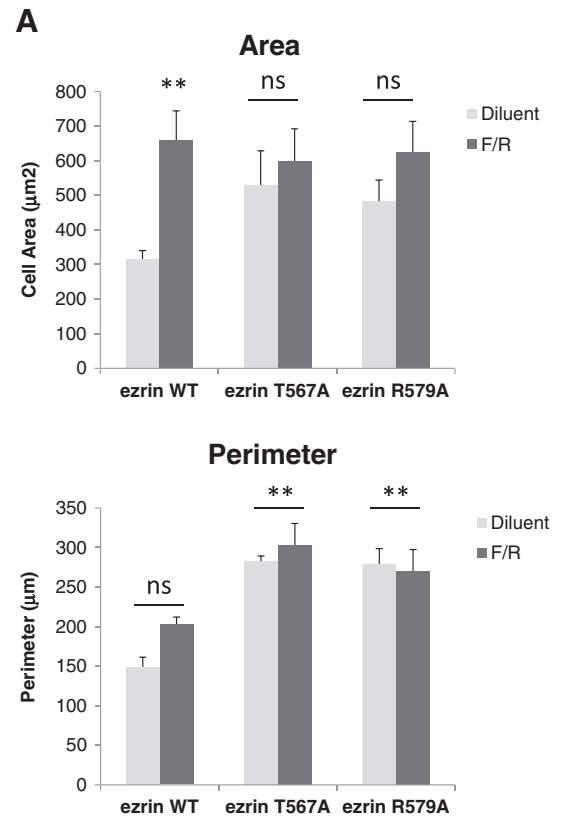 A
Area
** ns ns
800
700
600
500
400
300
200
100
0
Cell Area (μm2)
Diluent
F/R
ezrin WT ezrin T567A ezrin R579A
Perimeter
ns ** **
350
300
250
200
150
100
50
0
Perimeter (μm)
Diluent
F/R
ezrin WT ezrin T567A ezrin R579A